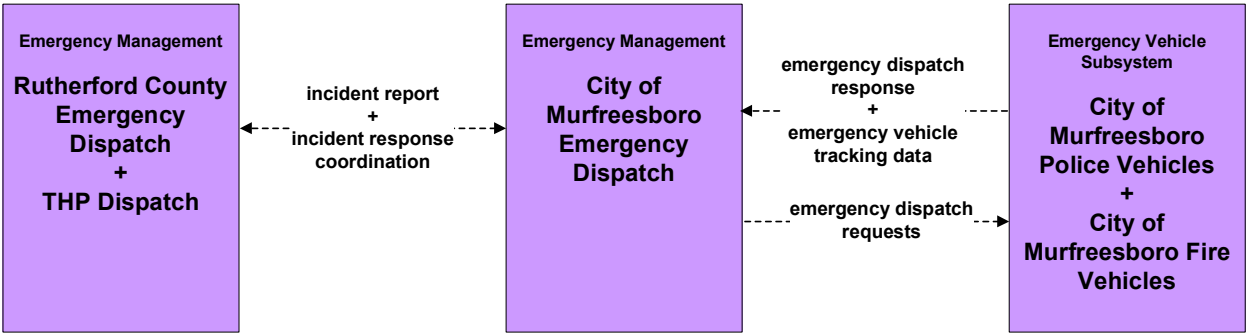 Emergency Management
Rutherford County
Emergency
Dispatch
+
THP Dispatch
incident report
+
incident response
coordination
Emergency Management
City of
Murfreesboro
Emergency
Dispatch
emergency dispatch
response
+
emergency vehicle
tracking data
emergency dispatch
requests
Emergency Vehicle
Subsystem
City of
Murfreesboro
Police Vehicles
+
City of
Murfreesboro Fire
Vehicles